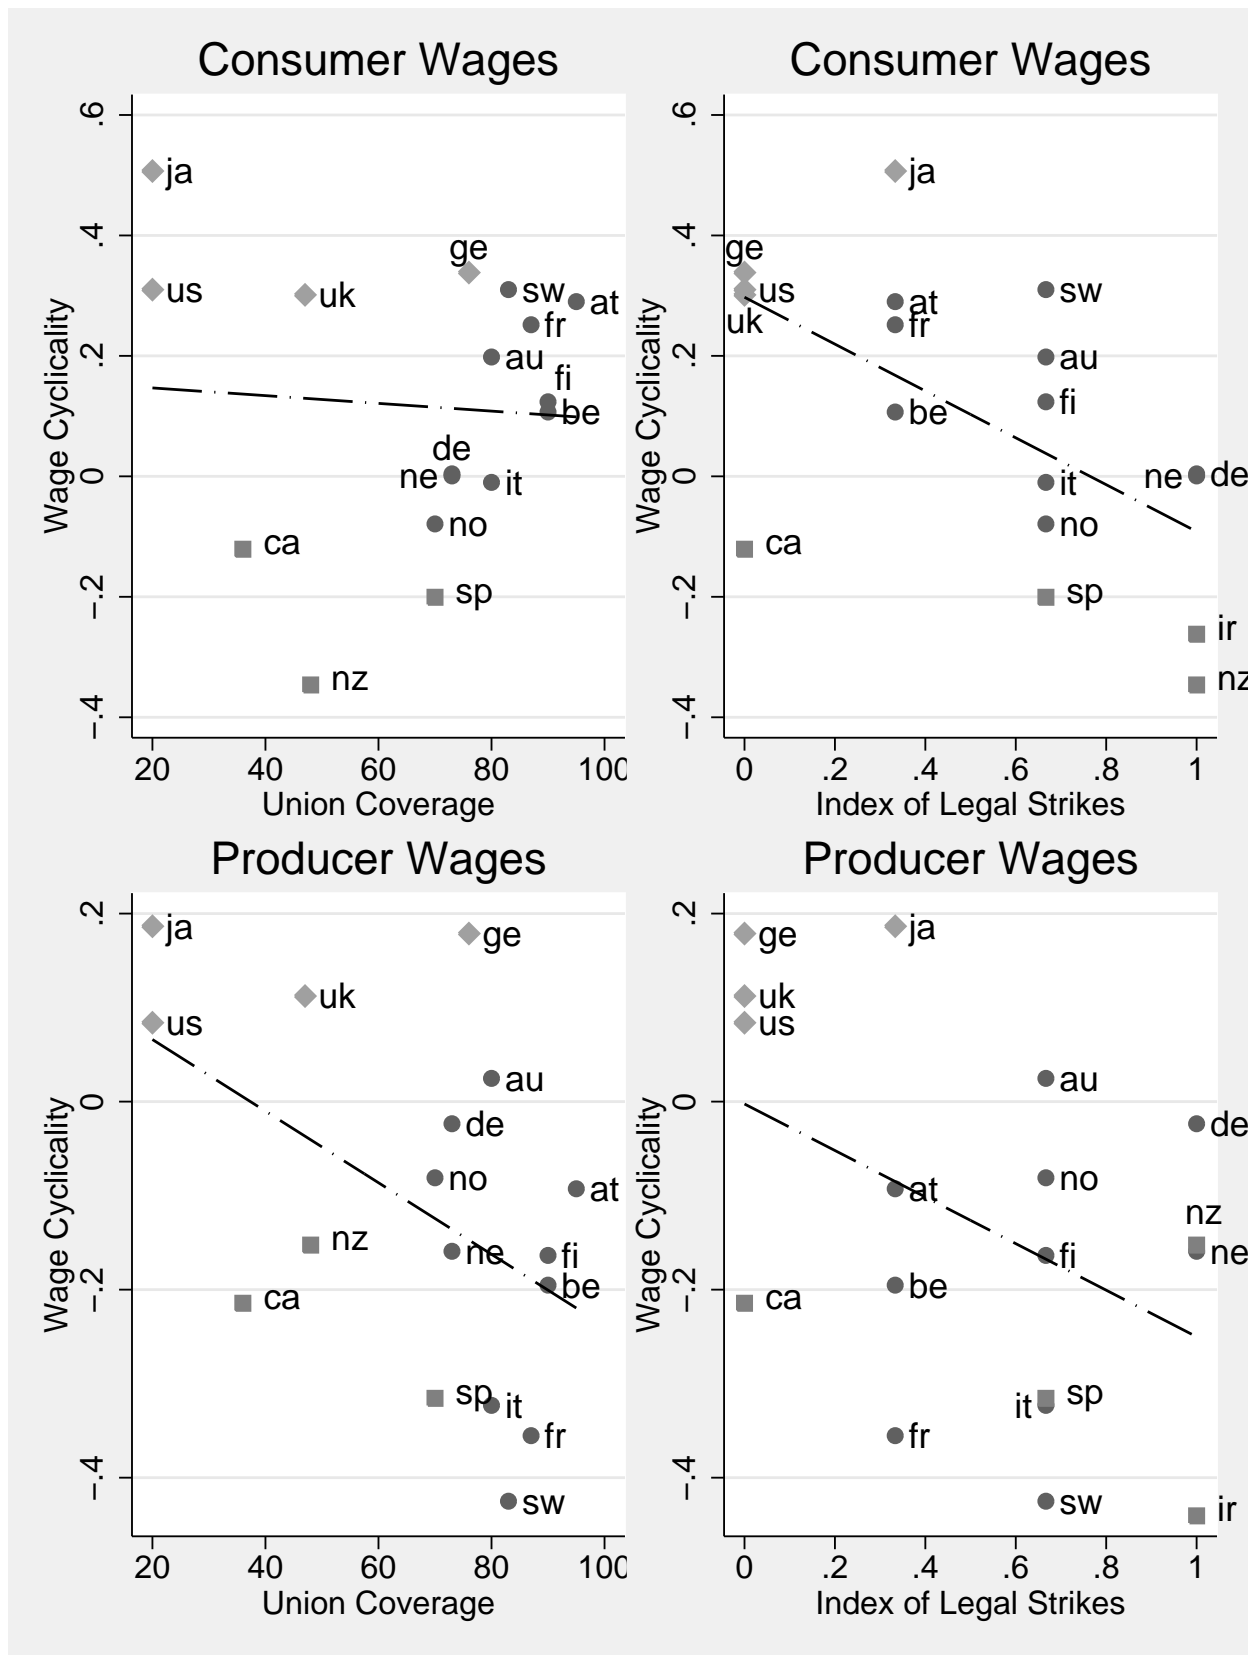 Consumer Wages
Wage Cyclicality
.6
.4
.2
0
−.2
−.4
ja
us
uk
ge
sw
at
fr
au
fi
be
de
ne
it
no
ca
sp
nz
20 40 60 80 100
Union Coverage
Consumer Wages
Wage Cyclicality
.6
.4
.2
0
−.2
−.4
ja
ge
us
uk
at
fr
sw
au
be
fi
it
ne
de
no
ca
sp
ir
nz
0 .2 .4 .6 .8 1
Index of Legal Strikes
Producer Wages
Wage Cyclicality
.2
0
−.2
−.4
ja
ge
uk
us
au
de
no
at
nz
ne
fi
be
ca
sp
it
fr
sw
20 40 60 80 100
Union Coverage
Producer Wages
Wage Cyclicality
.2
0
−.2
−.4
ja
ge
uk
us
au
de
no
at
nz
ne
fi
be
ca
sp
it
fr
sw
ir
0 .2 .4 .6 .8 1
Index of Legal Strikes